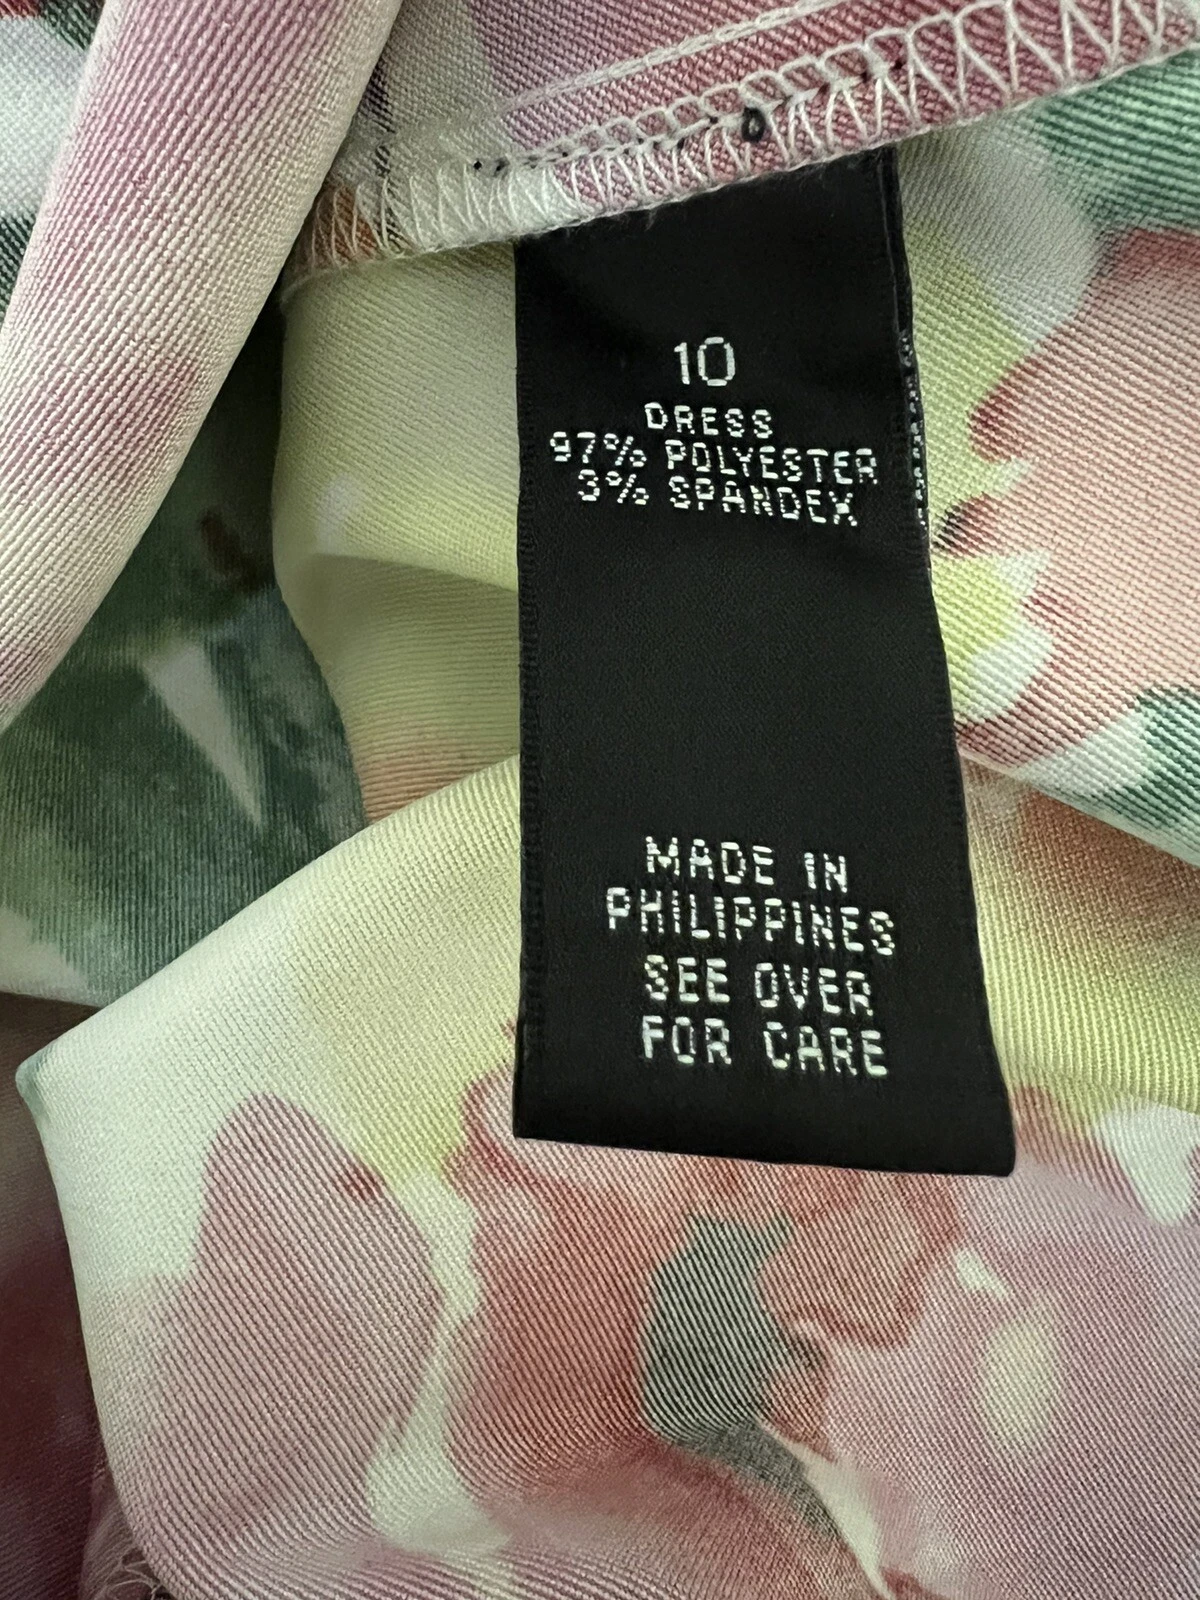 10
DRESS
97% POLYESTER
3% SPANDEX
MADE IN
PHILIPPINES
SEE OVER
FOR CARE